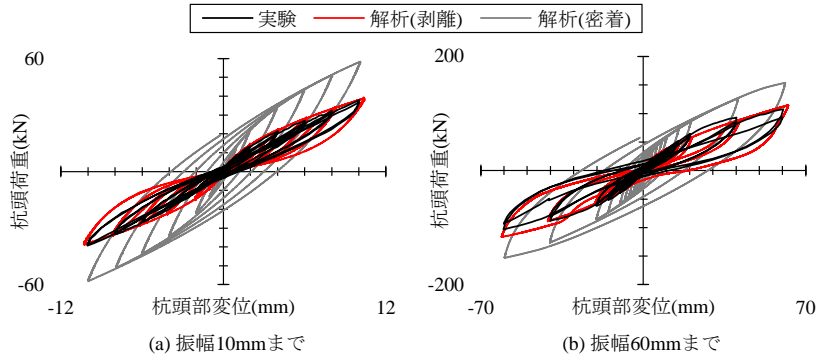 実験 解析(剥離) 解析(密着)
60
200
杭頭荷重(kN)
杭頭荷重(kN)
-60
-200
-12 杭頭部変位(mm) 12
-70 杭頭部変位(mm) 70
(a) 振幅10mmまで
(b) 振幅60mmまで